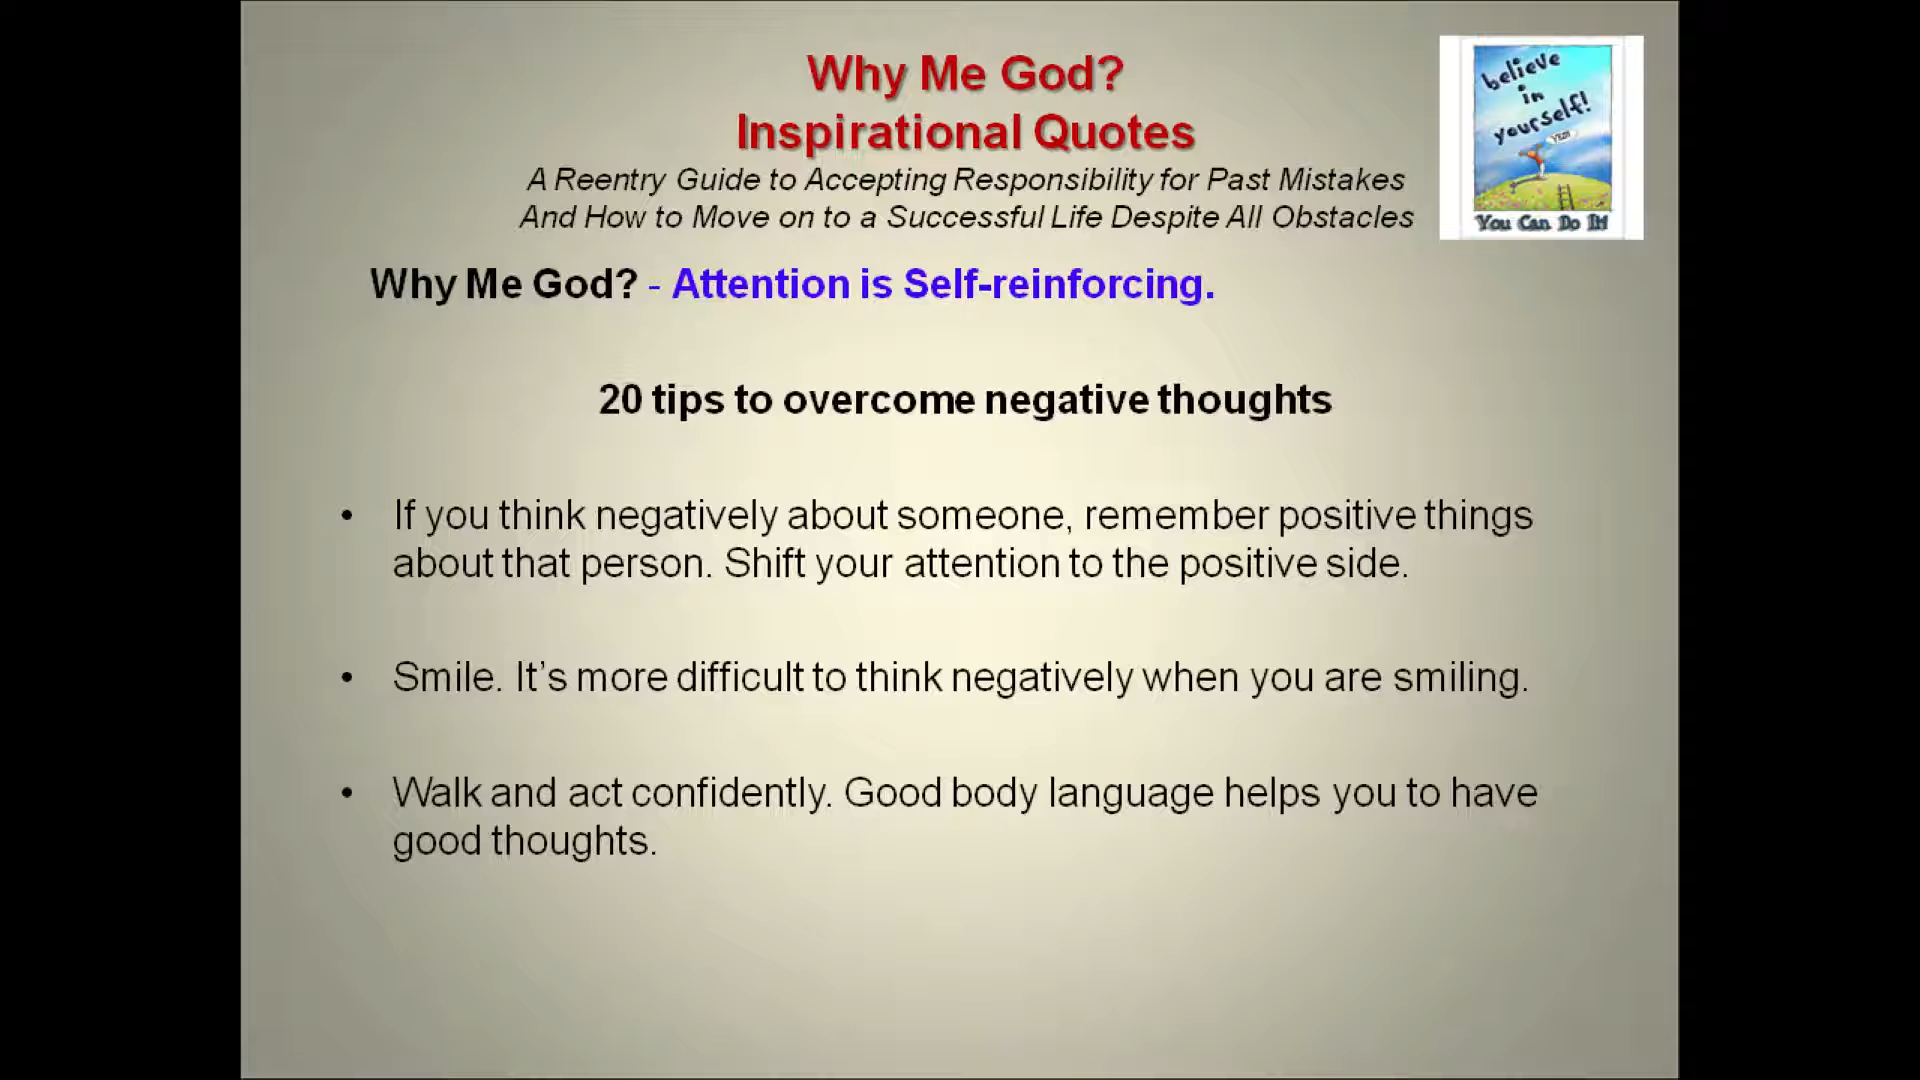 Why Me God?
Inspirational Quotes
A Reentry Guide to Accepting Responsibility for Past Mistakes
And How to Move on to a Successful Life Despite All Obstacles
believe
in
yourself!
YES!!
You Can Do It!
Why Me God? - Attention is Self-reinforcing.
20 tips to overcome negative thoughts
• If you think negatively about someone, remember positive things
about that person. Shift your attention to the positive side.
• Smile. It’s more difficult to think negatively when you are smiling.
• Walk and act confidently. Good body language helps you to have
good thoughts.